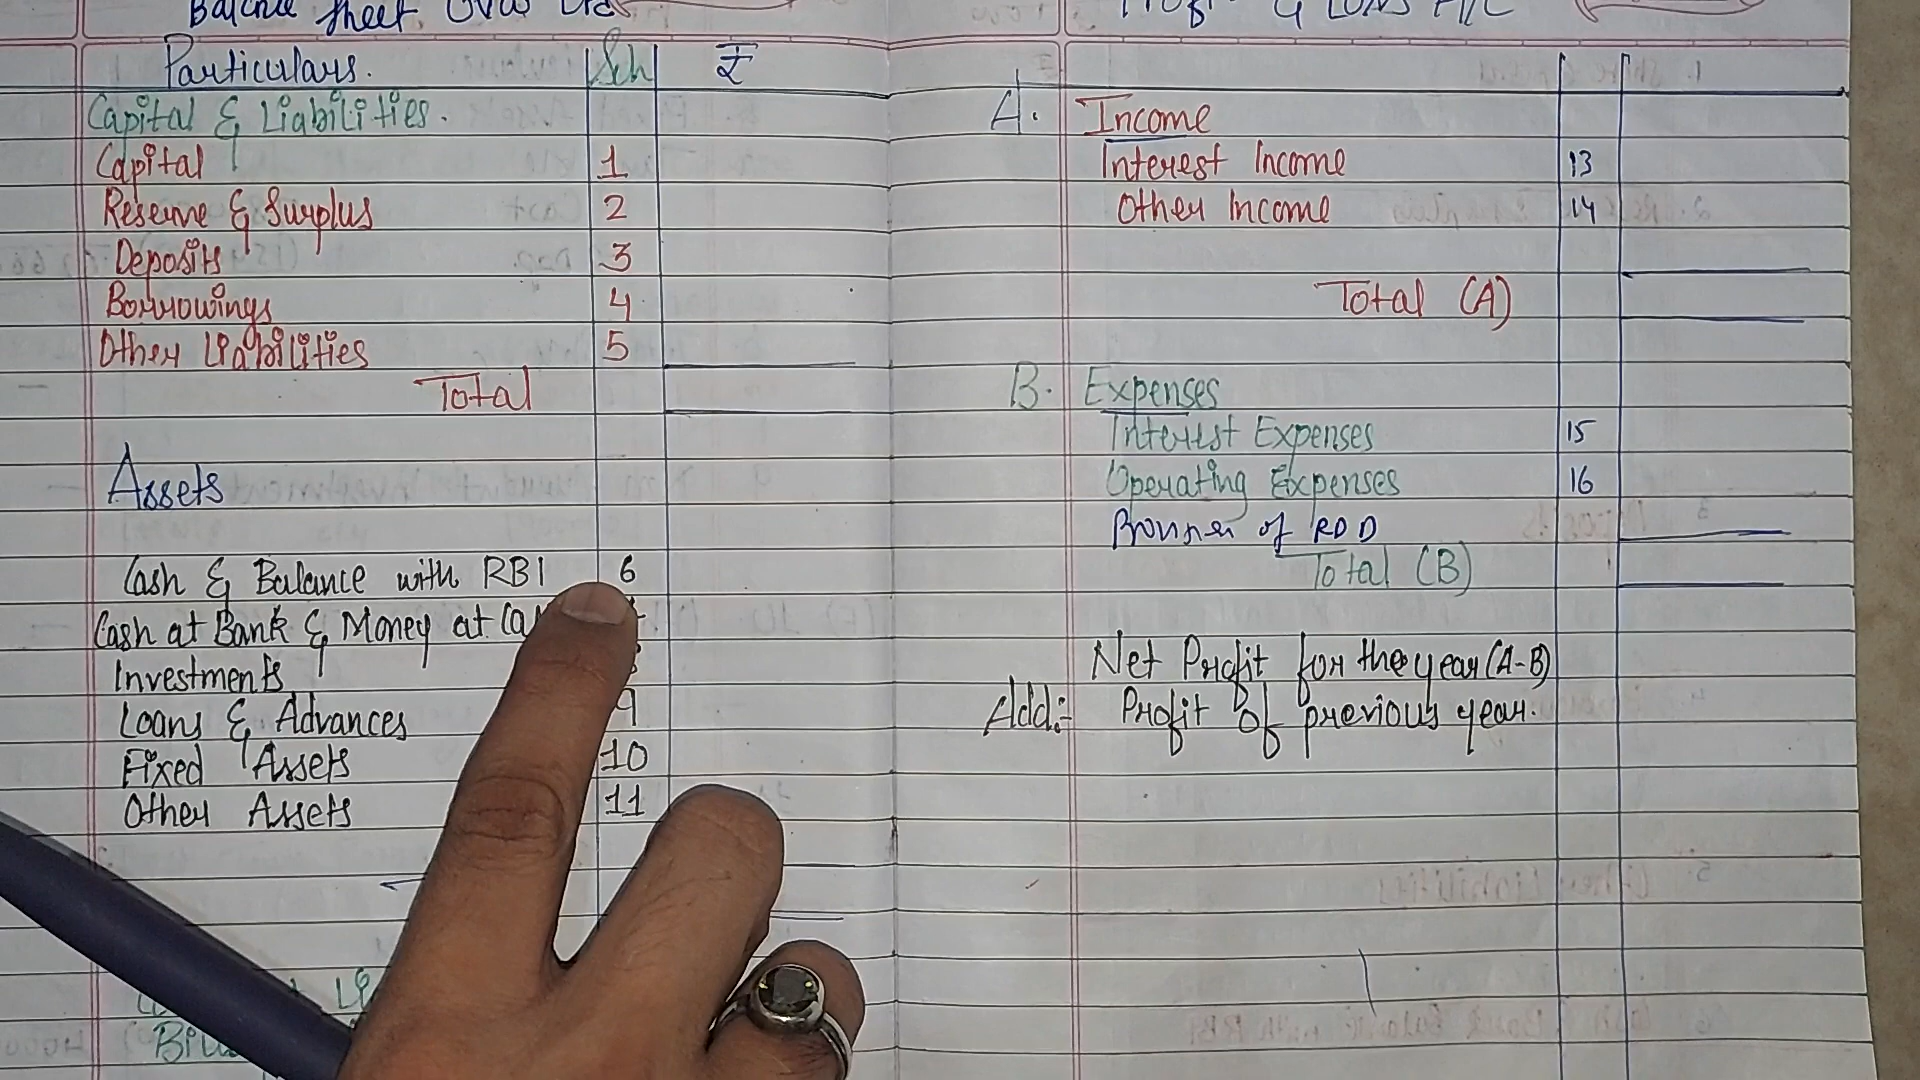 Balance Sheet
Particulars. Sch ₹
Capital & Liabilities.
Capital 1
Reserve & Surplus 2
Deposits 3
Borrowings 4
Other Liabilities 5
Total
Assets
Cash & Balance with RBI 6
Cash at Bank & Money at
Investments
Loans & Advances 9
Fixed Assets 10
Other Assets 11
A. Income
Interest Income 13
Other Income 14
Total (A)
B. Expenses
Interest Expenses 15
Operating Expenses 16
of RDD
Total (B)
Net Profit for the year (A-B)
Add:- Profit of previous year.